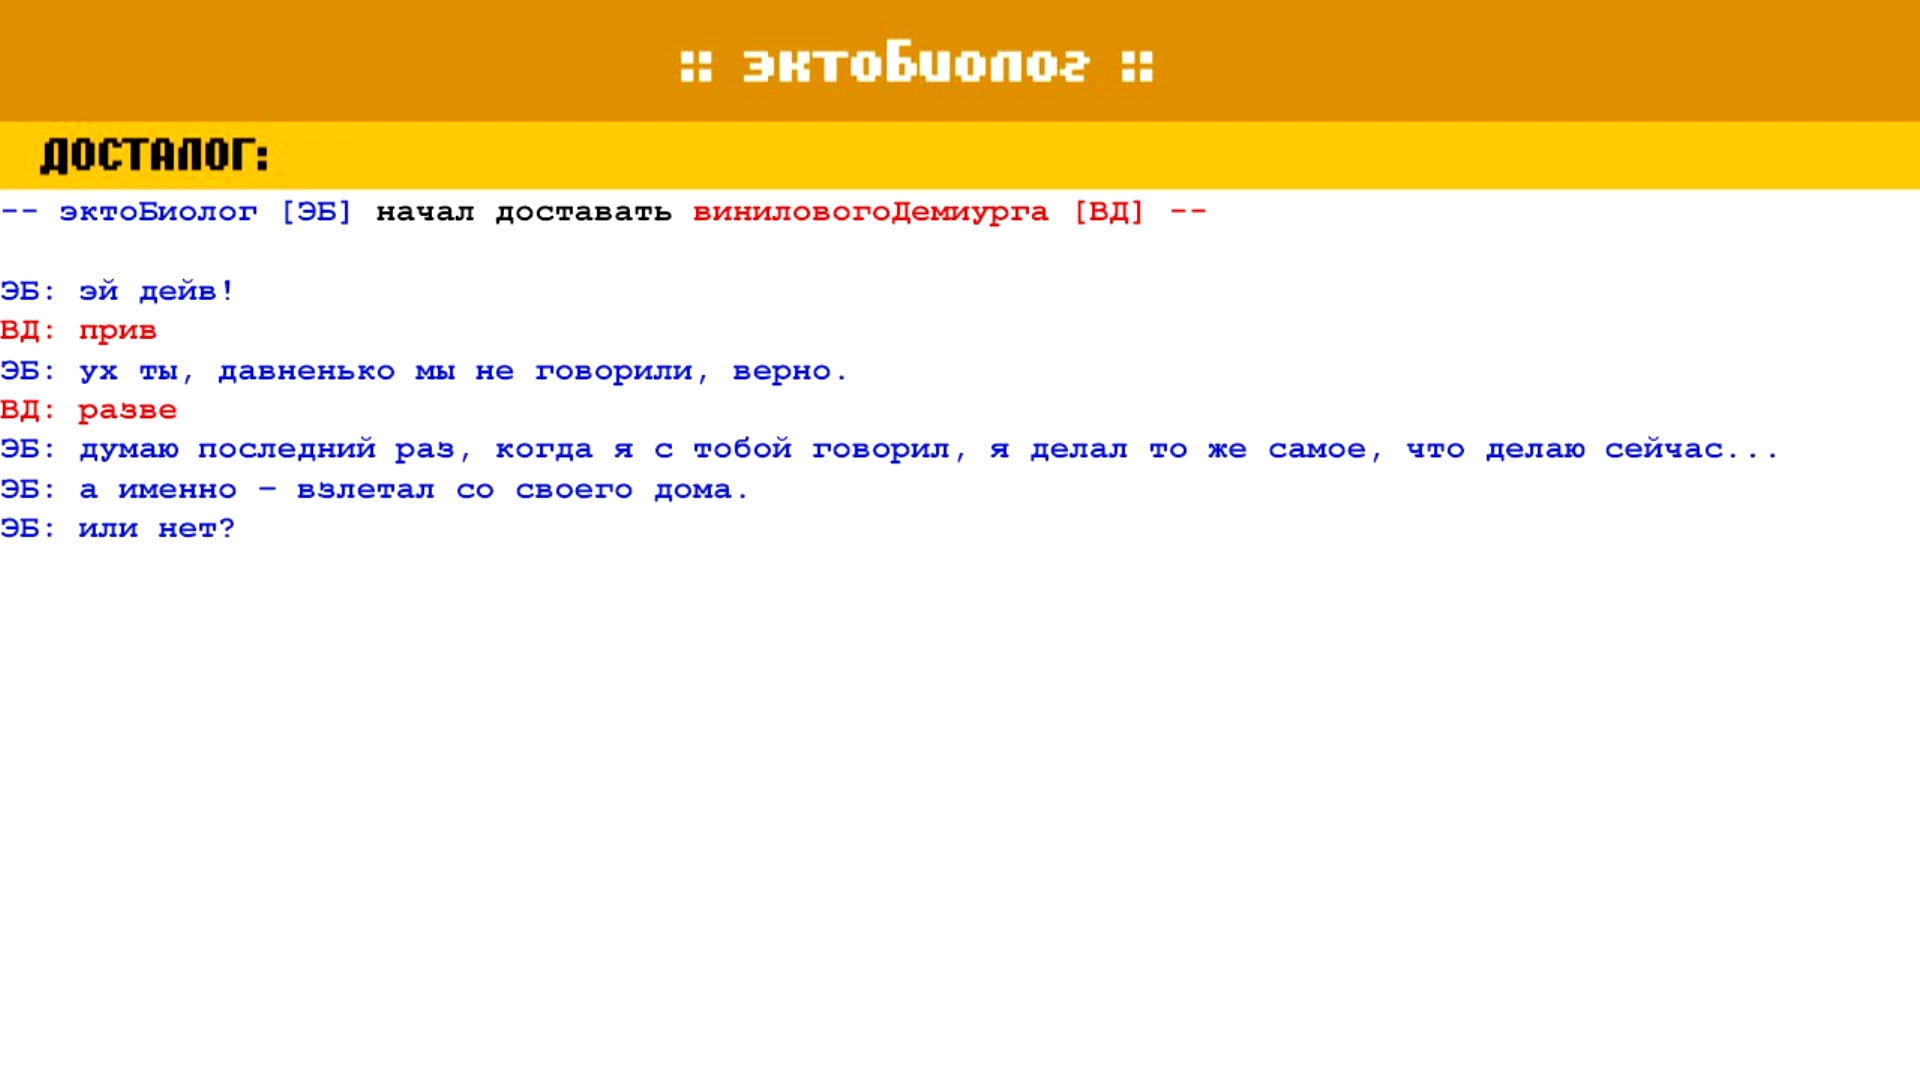 :: эктоБиолог ::
ДОСТАЛОГ:
-- эктоБиолог [ЭБ] начал доставать виниловогоДемиурга [ВД] --
ЭБ: эй дейв!
ВД: прив
ЭБ: ух ты, давненько мы не говорили, верно.
ВД: разве
ЭБ: думаю последний раз, когда я с тобой говорил, я делал то же самое, что делаю сейчас...
ЭБ: а именно – взлетал со своего дома.
ЭБ: или нет?